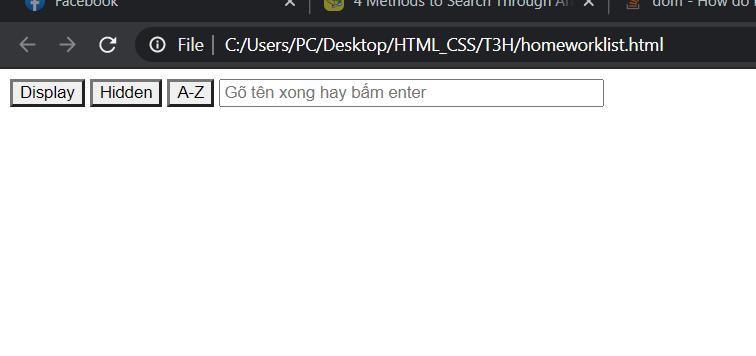 Facebook
4 Methods to Search Through
dom - How do
File C:/Users/PC/Desktop/HTML_CSS/T3H/homeworklist.html
Display Hidden A-Z Gõ tên xong hay bấm enter